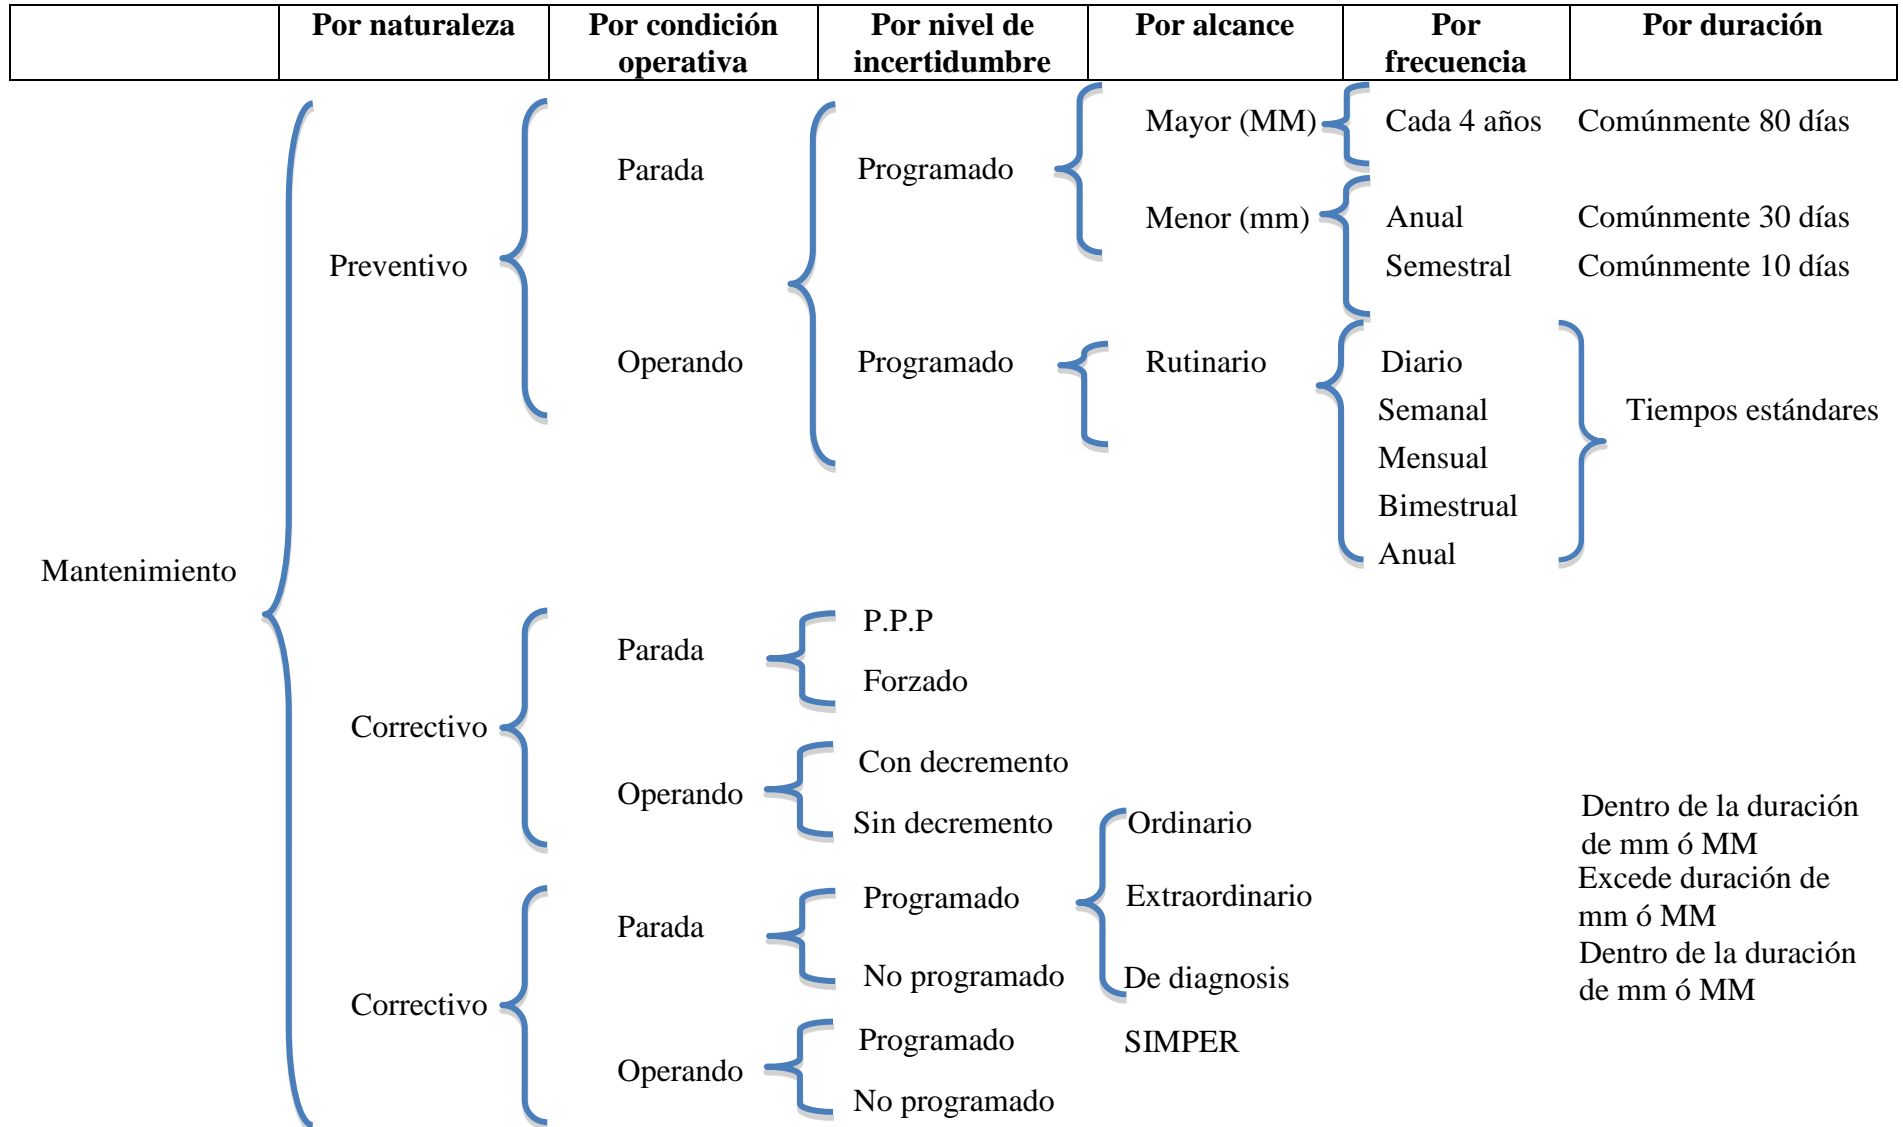 Por naturaleza
Por condición
operativa
Por nivel de
incertidumbre
Por alcance
Por
frecuencia
Por duración
Mayor (MM)
Cada 4 años
Comúnmente 80 días
Parada
Programado
Menor (mm)
Anual
Comúnmente 30 días
Preventivo
Semestral
Comúnmente 10 días
Operando
Programado
Rutinario
Diario
Semanal
Tiempos estándares
Mensual
Bimestrual
Anual
Mantenimiento
P.P.P
Parada
Forzado
Correctivo
Con decremento
Operando
Sin decremento
Ordinario
Dentro de la duración
de mm ó MM
Programado
Extraordinario
Excede duración de
mm ó MM
Parada
No programado
De diagnosis
Dentro de la duración
de mm ó MM
Correctivo
Programado
SIMPER
Operando
No programado